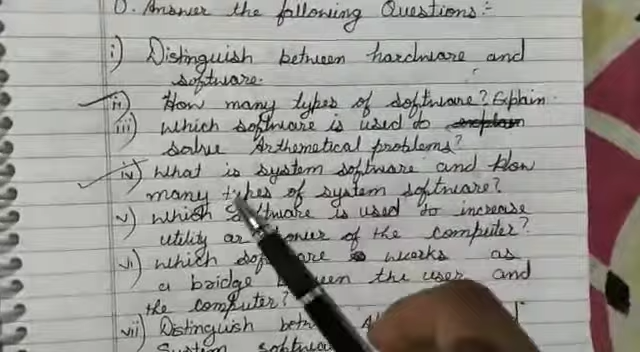 D. Answer the following Questions:-
i) Distinguish between hardware and
software.
ii) How many types of software? Explain.
iii) Which software is used to
solve Arthemetical problems?
iv) What is system software and How
many types of system software?
v) Which Software is used to increase
utility or of the computer?
vi) Which works as
a bridge between the user and
the computer?
vii) Distinguish
System